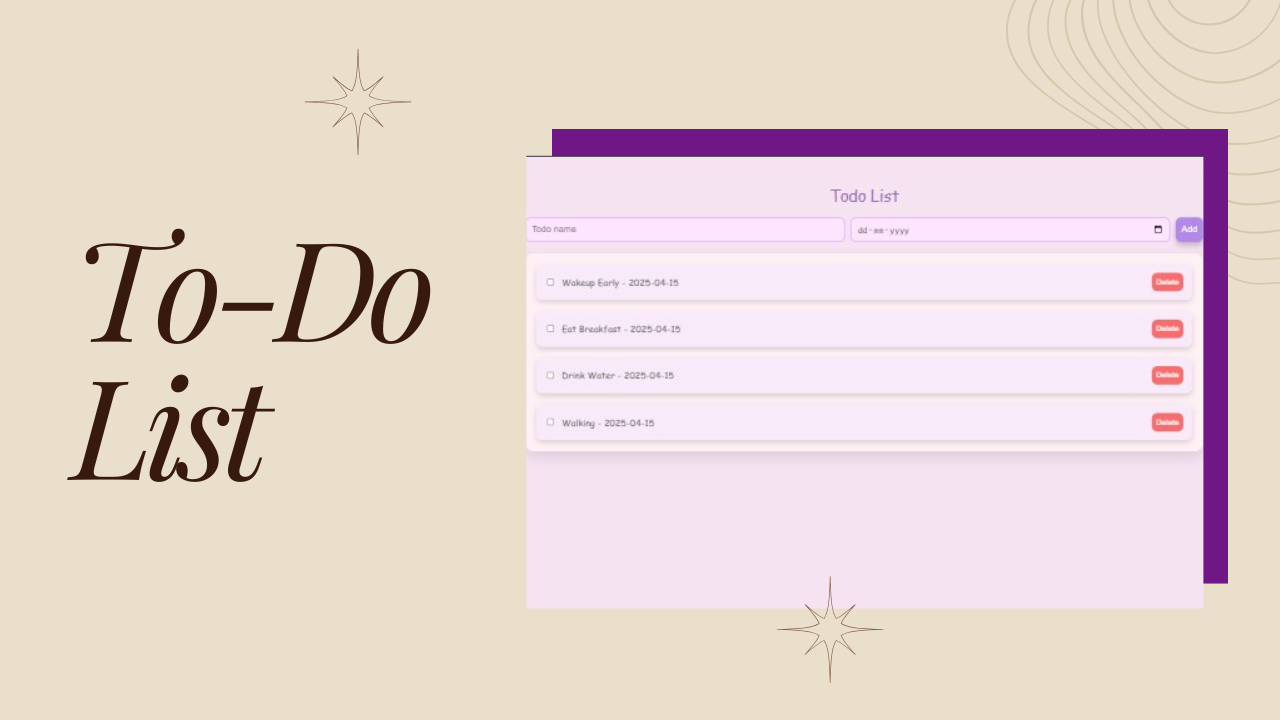 To-Do
List
Todo List
Todo name
dd-mm-yyyy
Add
Wakeup Early - 2025-04-15
Delete
Eat Breakfast - 2025-04-15
Delete
Drink Water - 2025-04-15
Delete
Walking - 2025-04-15
Delete